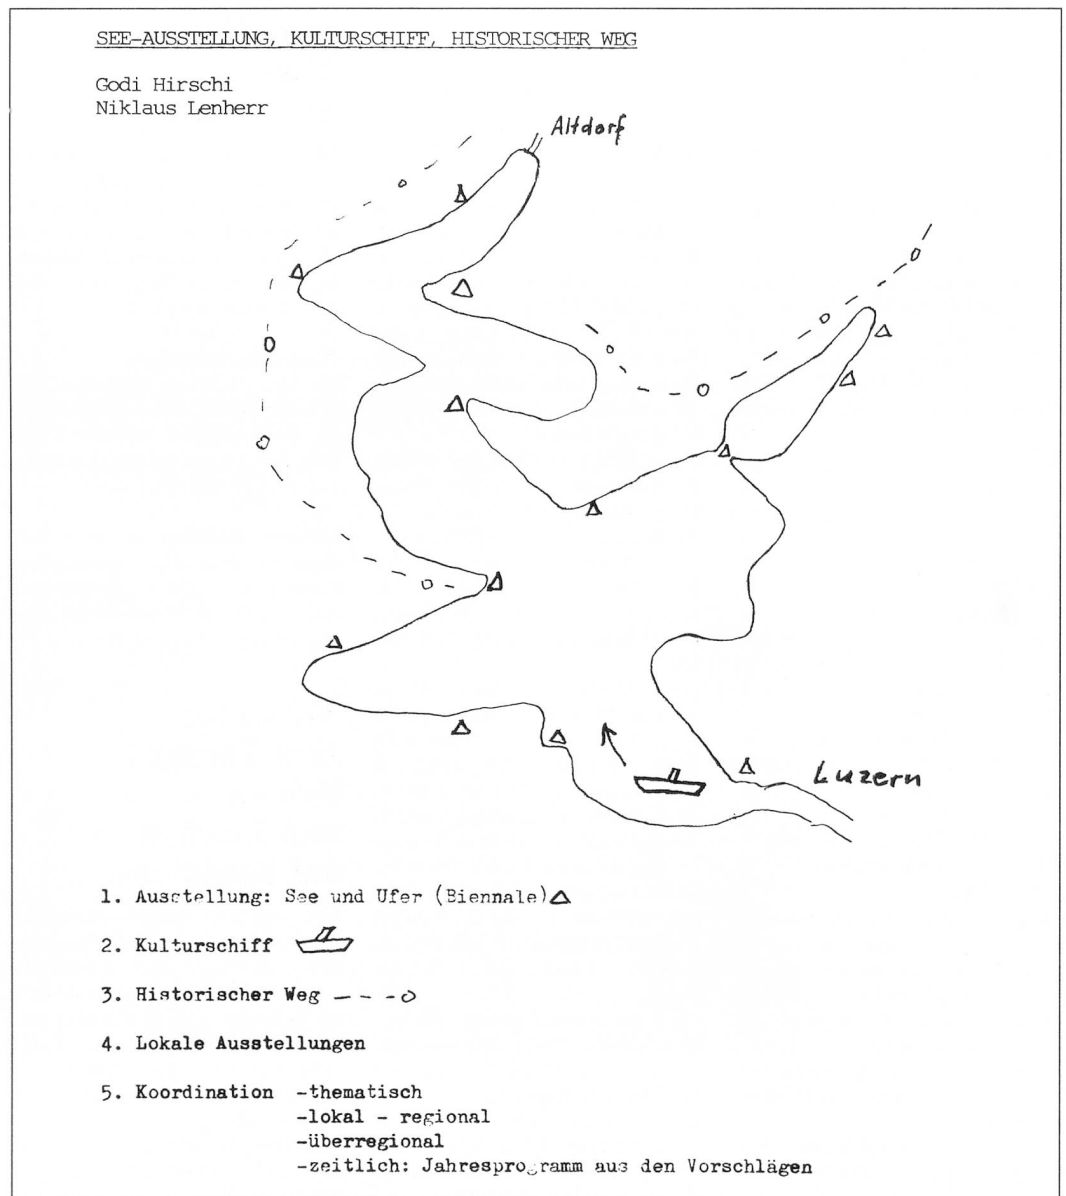 SEE-AUSSTELLUNG, KULTURSCHIFF, HISTORISCHER WEG
Godi Hirschi
Niklaus Lenherr
Altdorf
Luzern
1. Ausstellung: See und Ufer (Biennale)
2. Kulturschiff
3. Historischer Weg
4. Lokale Ausstellungen
5. Koordination -thematisch
-lokal - regional
-überregional
-zeitlich: Jahresprogramm aus den Vorschlägen